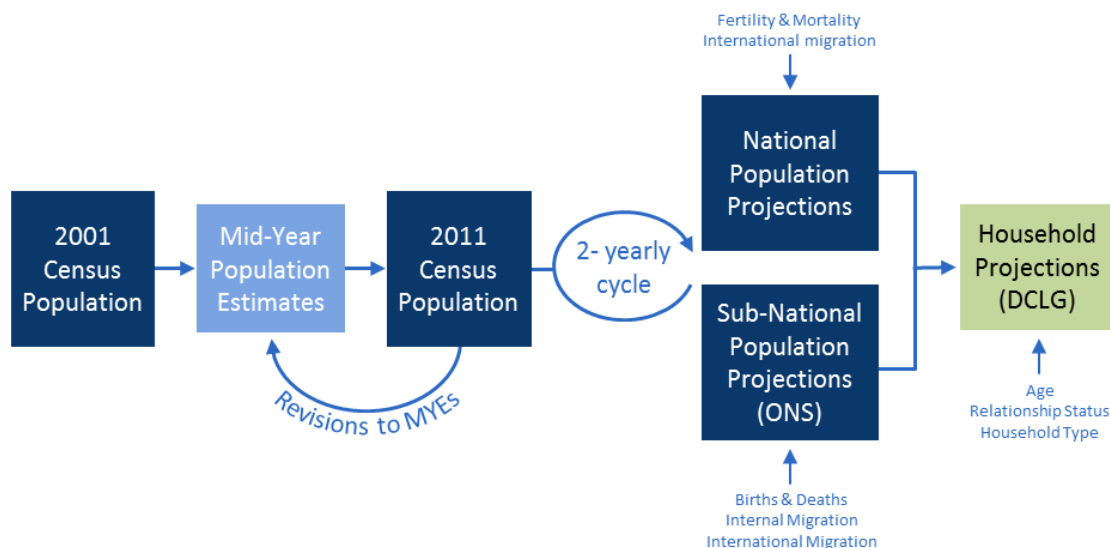 Fertility & Mortality
International migration
National
Population
Projections
2001
Census
Population
Mid-Year
Population
Estimates
2011
Census
Population
2- yearly
cycle
Household
Projections
(DCLG)
Sub-National
Population
Projections
(ONS)
Revisions to MYEs
Age
Relationship Status
Household Type
Births & Deaths
Internal Migration
International Migration